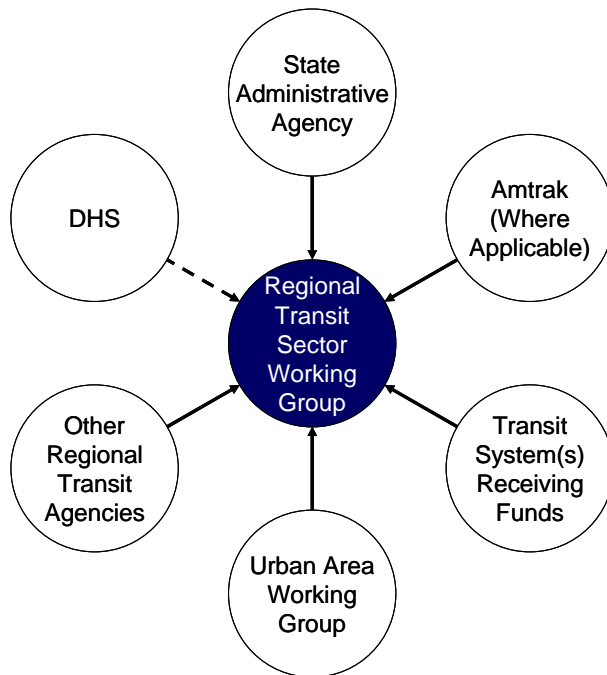 State
Administrative
Agency
DHS
Amtrak
(Where
Applicable)
Regional
Transit
Sector
Working
Group
Other
Regional
Transit
Agencies
Transit
System(s)
Receiving
Funds
Urban Area
Working
Group